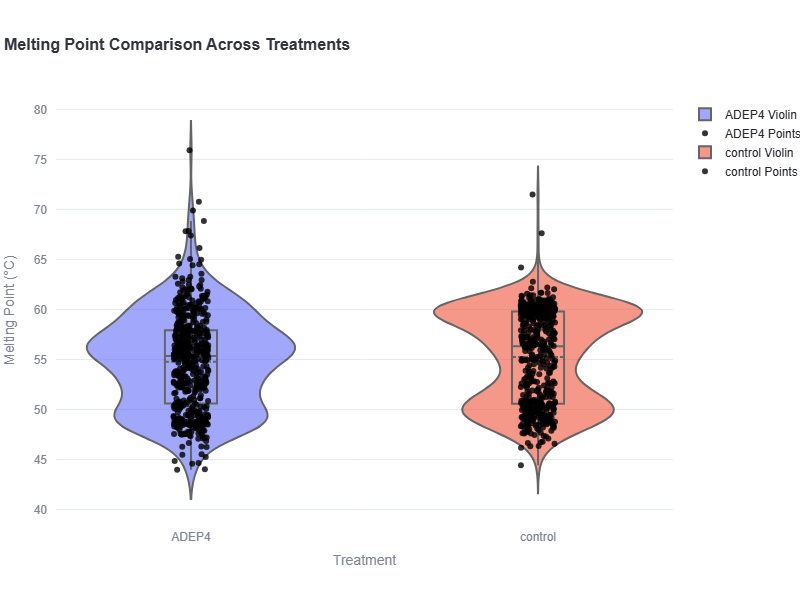 Melting Point Comparison Across Treatments
Melting Point (°C)
80
75
70
65
60
55
50
45
40
ADEP4
control
Treatment
ADEP4 Violin
ADEP4 Points
control Violin
control Points